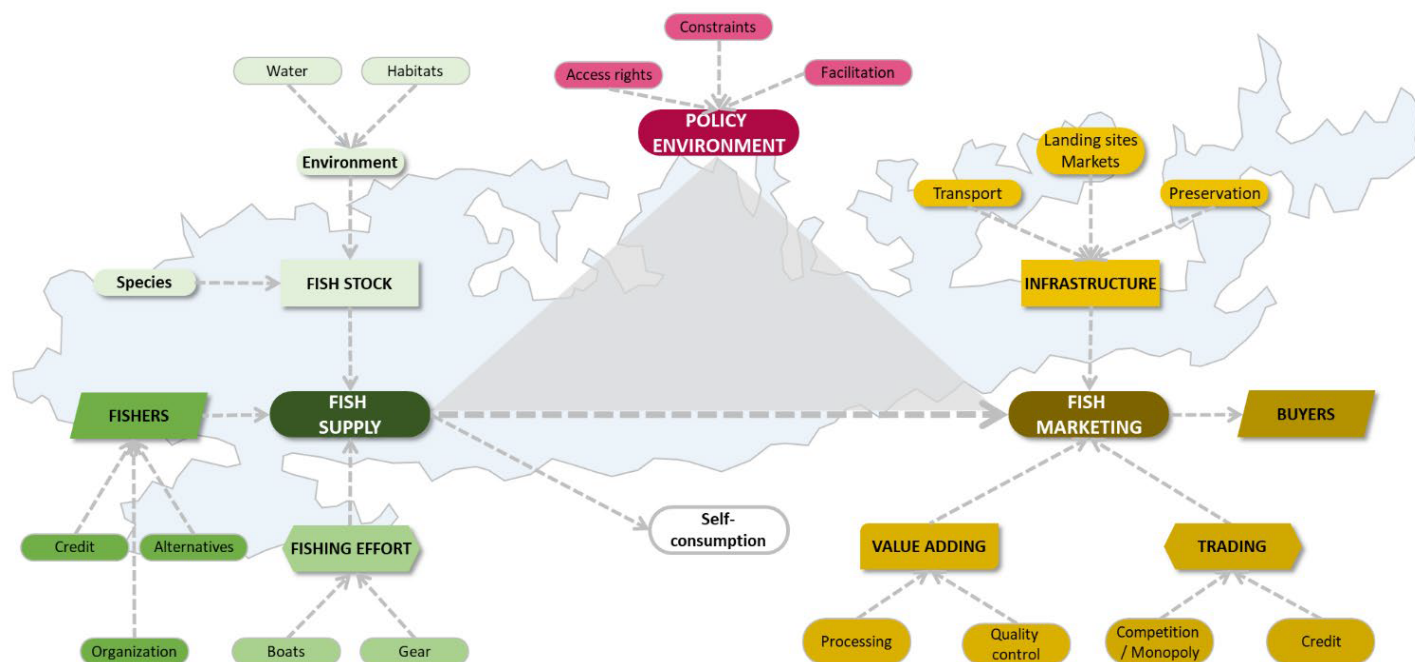 Constraints
Water
Habitats
Access rights
Facilitation
POLICY
ENVIRONMENT
Environment
Landing sites
Markets
Transport
Preservation
Species
FISH STOCK
INFRASTRUCTURE
FISHERS
FISH
SUPPLY
FISH
MARKETING
BUYERS
Credit
Alternatives
FISHING EFFORT
Self-
consumption
VALUE ADDING
TRADING
Organization
Boats
Gear
Processing
Quality
control
Competition
/ Monopoly
Credit